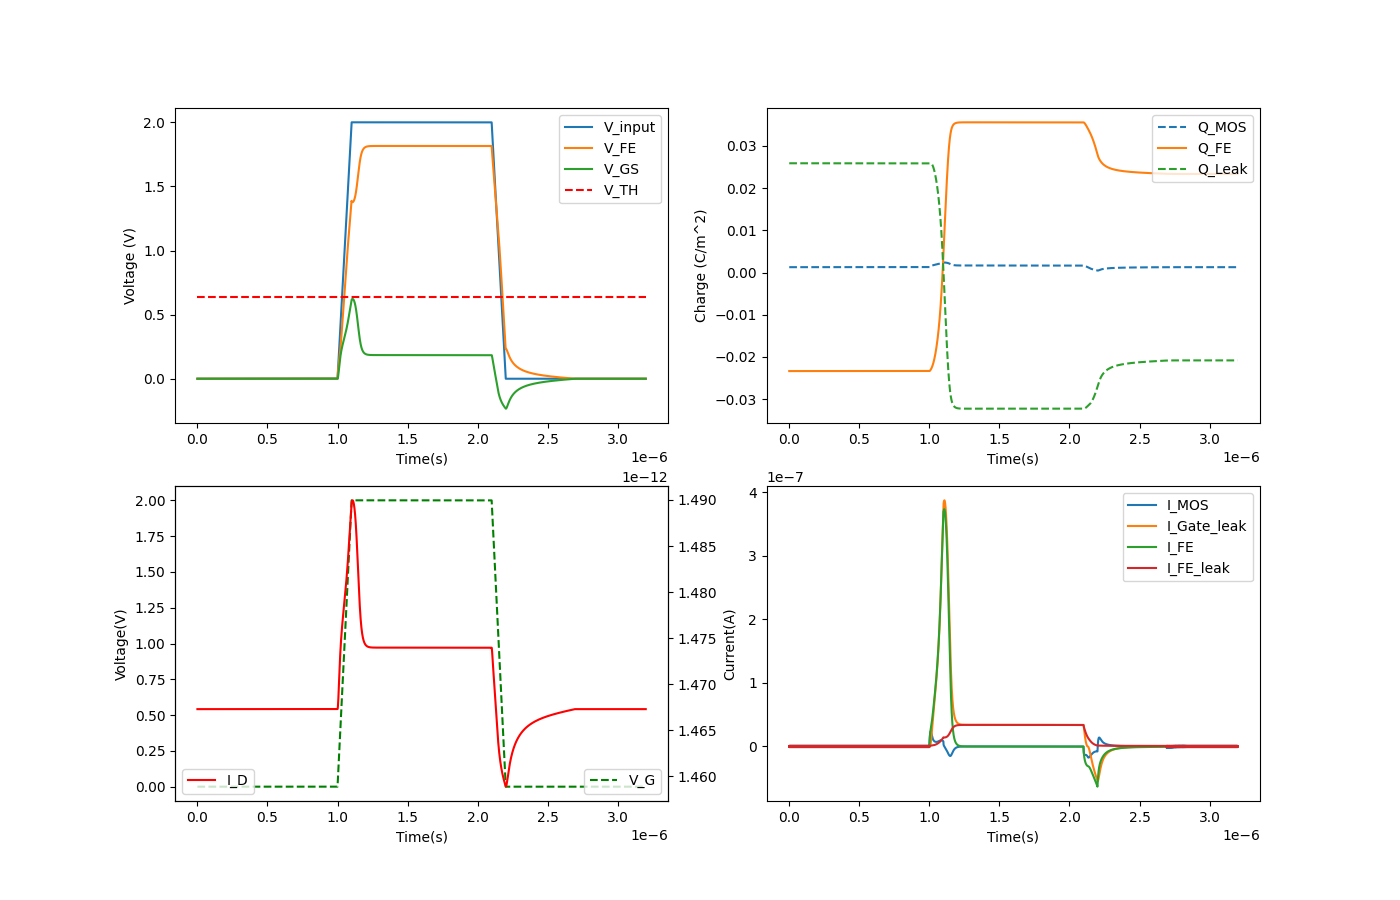 2.0
1.5
1.0
0.5
0.0
Voltage (V)
V_input
V_FE
V_GS
V_TH
0.0 0.5 1.0 1.5 2.0 2.5 3.0
Time(s)
1e−6
0.03
0.02
0.01
0.00
−0.01
−0.02
−0.03
Charge (C/m^2)
Q_MOS
Q_FE
Q_Leak
0.0 0.5 1.0 1.5 2.0 2.5 3.0
Time(s)
1e−6
1e−12
2.00
1.75
1.50
1.25
1.00
0.75
0.50
0.25
0.00
Voltage(V)
I_D
V_G
1.490
1.485
1.480
1.475
1.470
1.465
1.460
0.0 0.5 1.0 1.5 2.0 2.5 3.0
Time(s)
1e−6
1e−7
4
3
2
1
0
Current(A)
I_MOS
I_Gate_leak
I_FE
I_FE_leak
0.0 0.5 1.0 1.5 2.0 2.5 3.0
Time(s)
1e−6